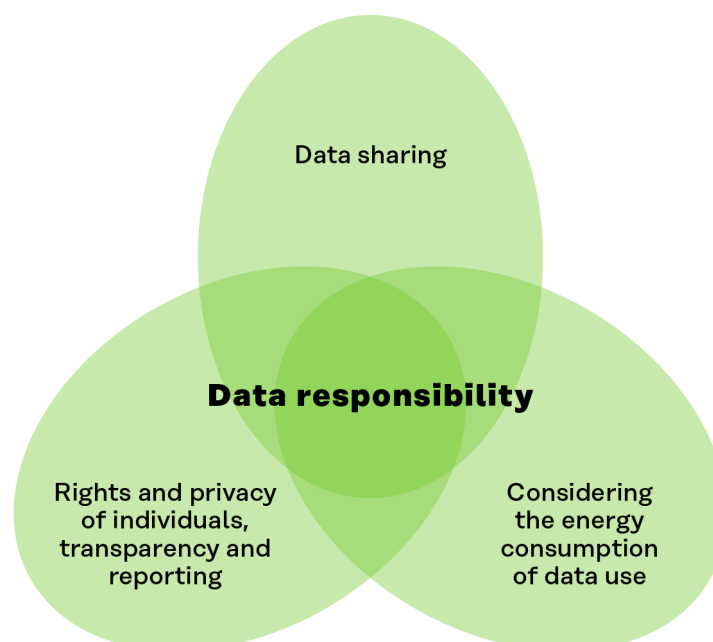 Data sharing
Data responsibility
Rights and privacy
of individuals,
transparency and
reporting
Considering
the energy
consumption
of data use